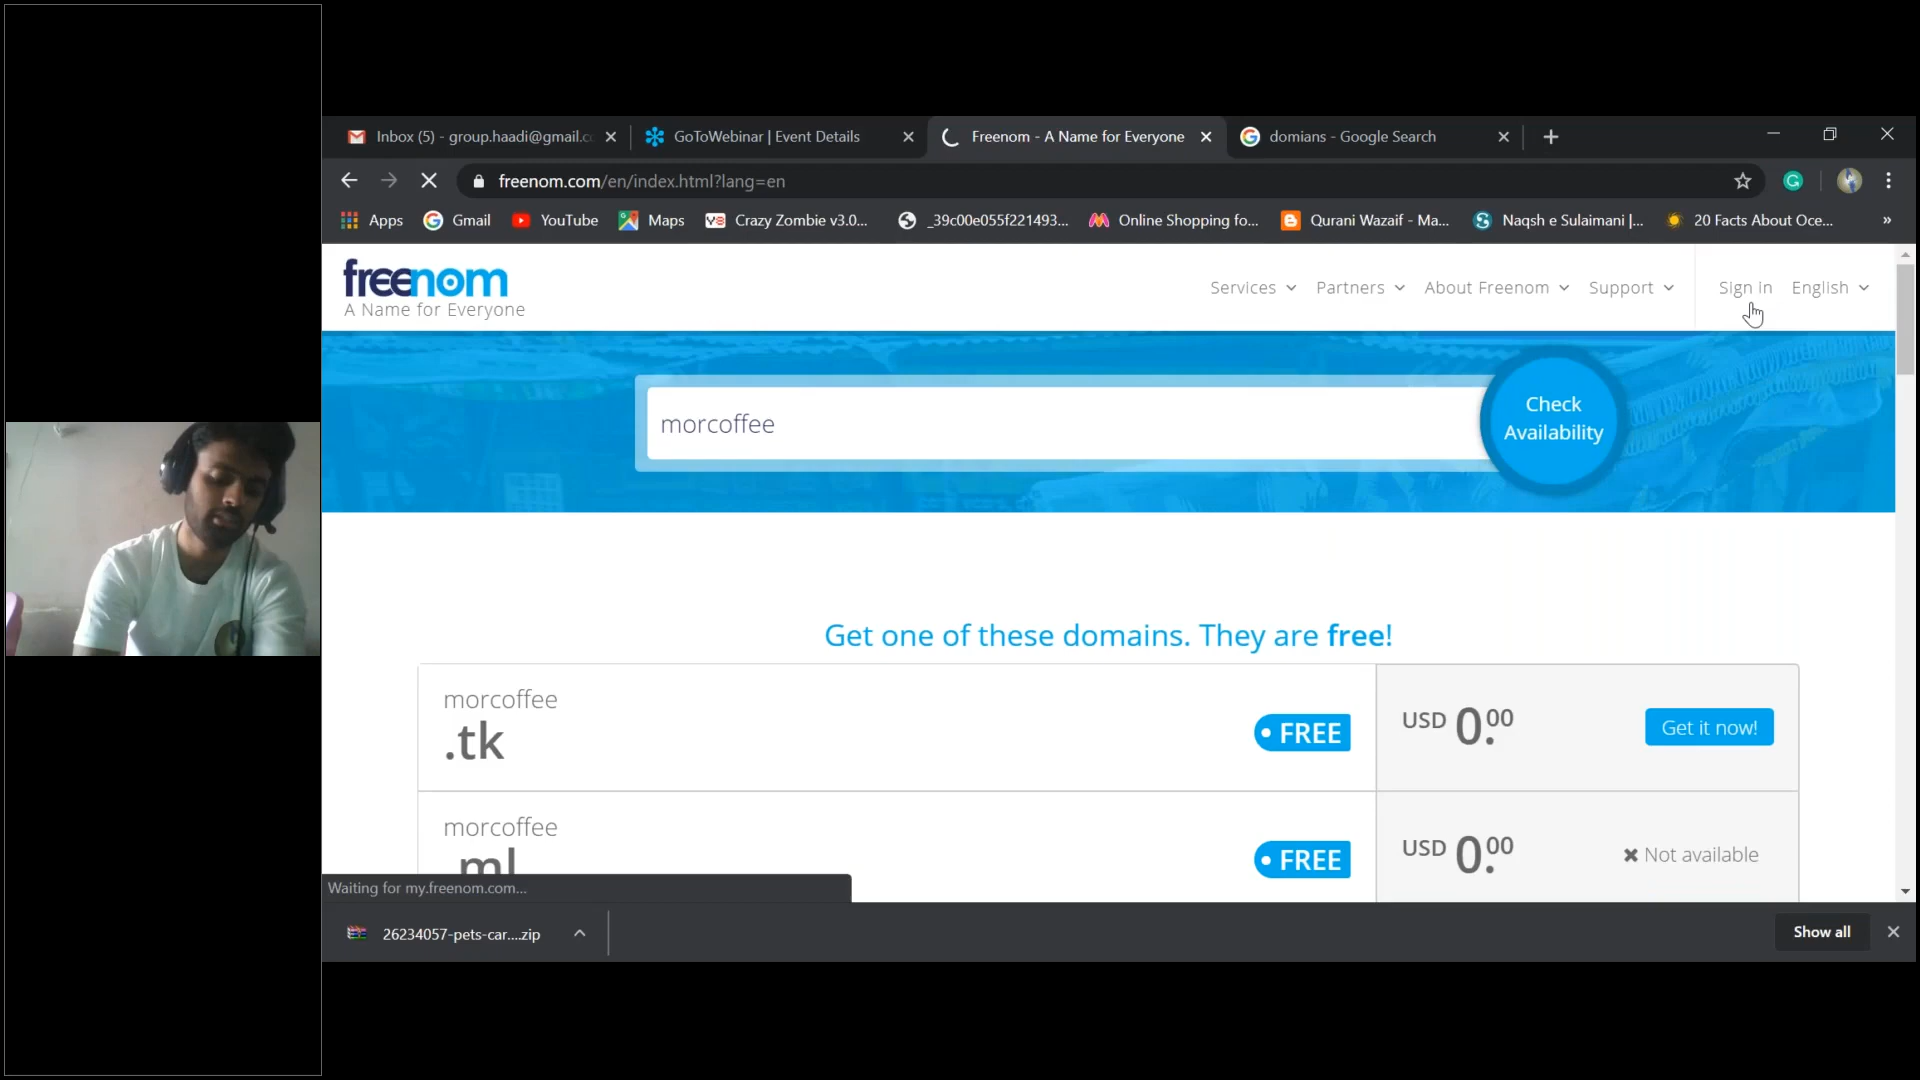 Inbox (5) - group.haadi@gmail.c
GoToWebinar | Event Details
Freenom - A Name for Everyone
domians - Google Search
freenom.com/en/index.html?lang=en
Apps
Gmail
YouTube
Maps
Crazy Zombie v3.0...
_39c00e055f221493...
Online Shopping fo...
Qurani Wazaif - Ma...
Naqsh e Sulaimani |...
20 Facts About Oce...
»
freenom
A Name for Everyone
Services
Partners
About Freenom
Support
Sign in
English
morcoffee
Check
Availability
Get one of these domains. They are free!
morcoffee
.tk
FREE
USD 0.00
Get it now!
morcoffee
.ml
FREE
USD 0.00
Not available
Waiting for my.freenom.com...
26234057-pets-car....zip
Show all